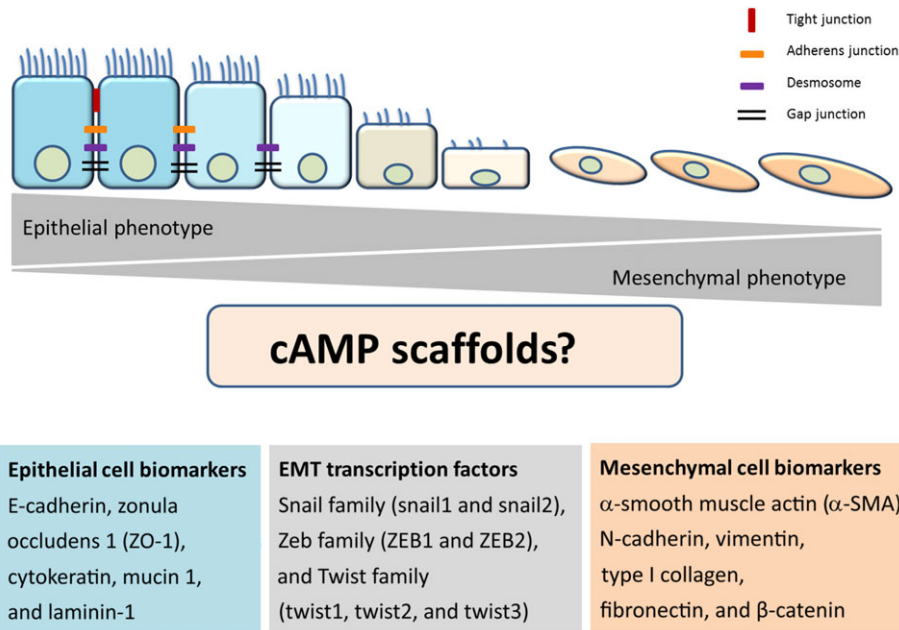 Tight junction
Adherens junction
Desmosome
Gap junction
Epithelial phenotype
Mesenchymal phenotype
cAMP scaffolds?
Epithelial cell biomarkers
E-cadherin, zonula
occludens 1 (ZO-1),
cytokeratin, mucin 1,
and laminin-1
EMT transcription factors
Snail family (snail1 and snail2),
Zeb family (ZEB1 and ZEB2),
and Twist family
(twist1, twist2, and twist3)
Mesenchymal cell biomarkers
α-smooth muscle actin (α-SMA)
N-cadherin, vimentin,
type I collagen,
fibronectin, and β-catenin